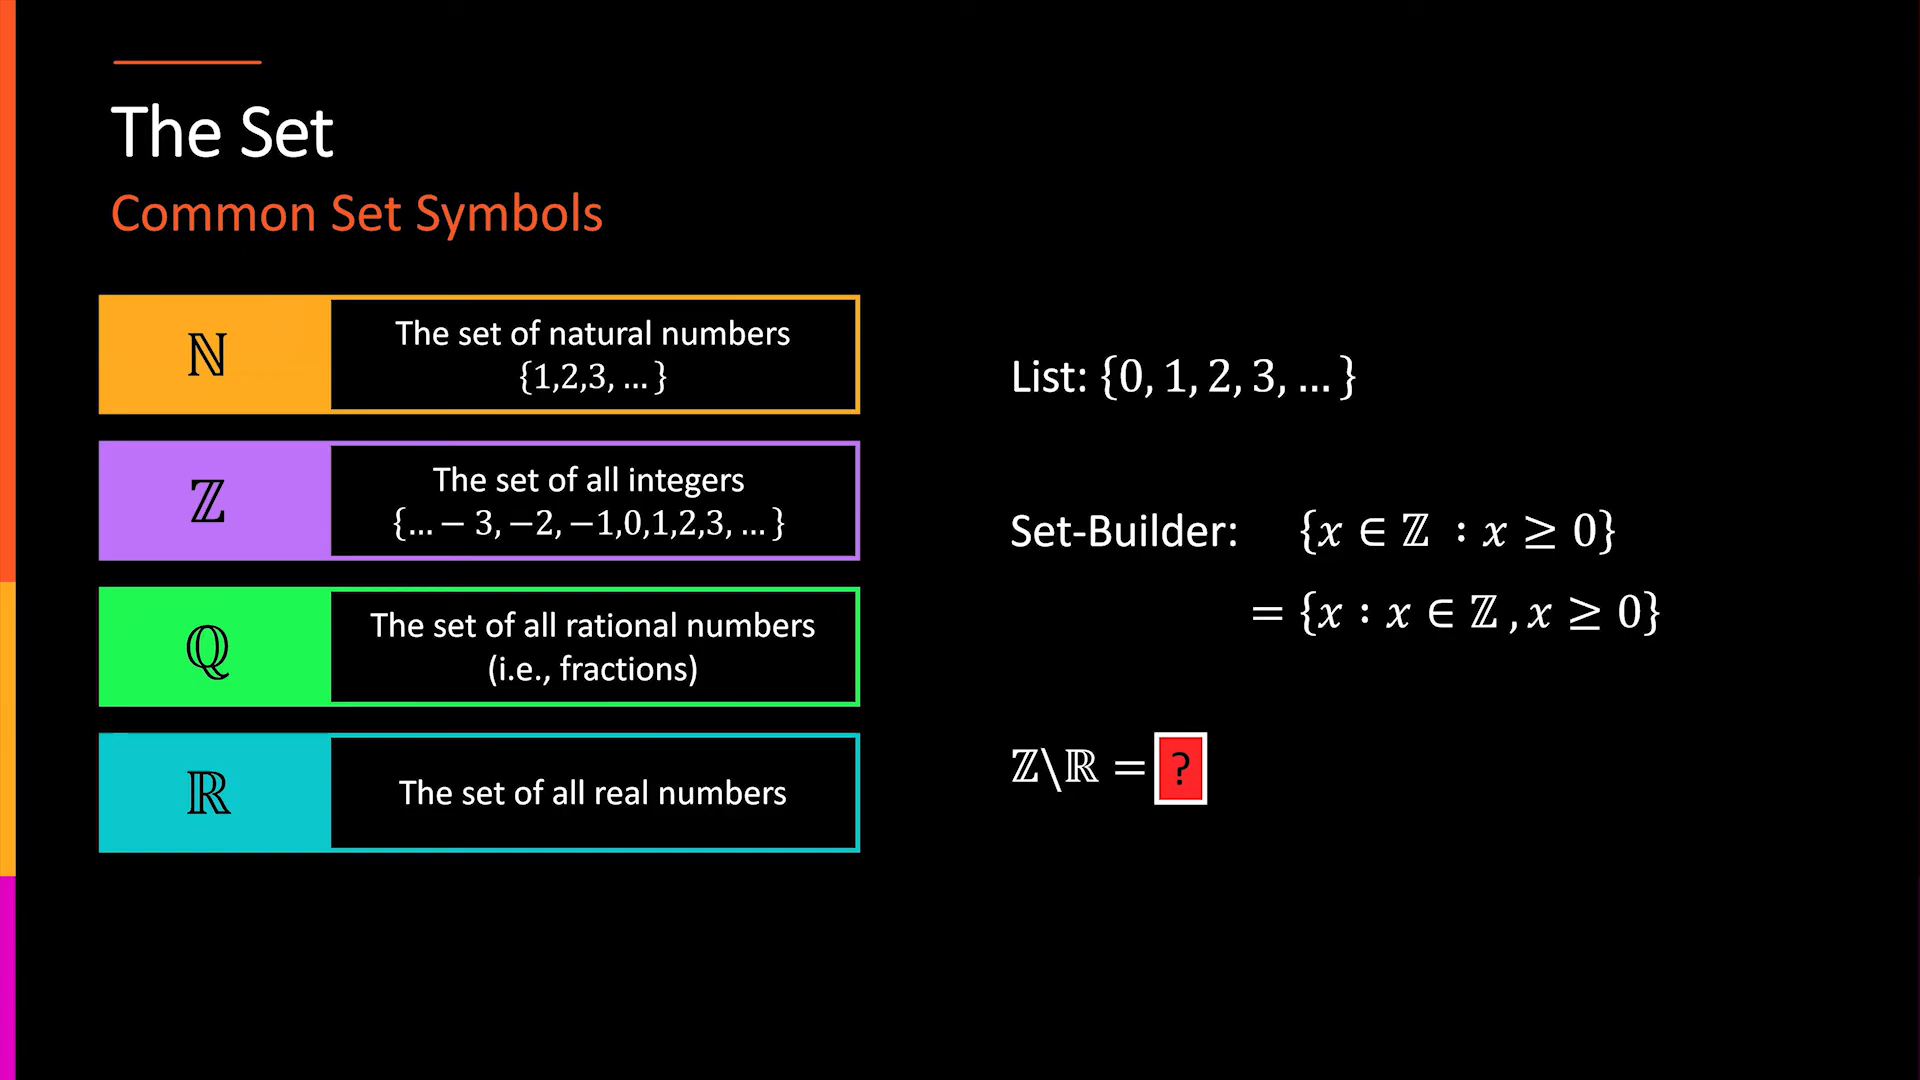 The Set
Common Set Symbols
ℕ
The set of natural numbers
{1,2,3, … }
ℤ
The set of all integers
{… − 3, −2, −1,0,1,2,3, … }
ℚ
The set of all rational numbers
(i.e., fractions)
ℝ
The set of all real numbers
List: {0, 1, 2, 3, … }
Set-Builder: {𝑥 ∈ ℤ : 𝑥 ≥ 0}
= {𝑥 : 𝑥 ∈ ℤ , 𝑥 ≥ 0}
ℤ\ℝ = ?